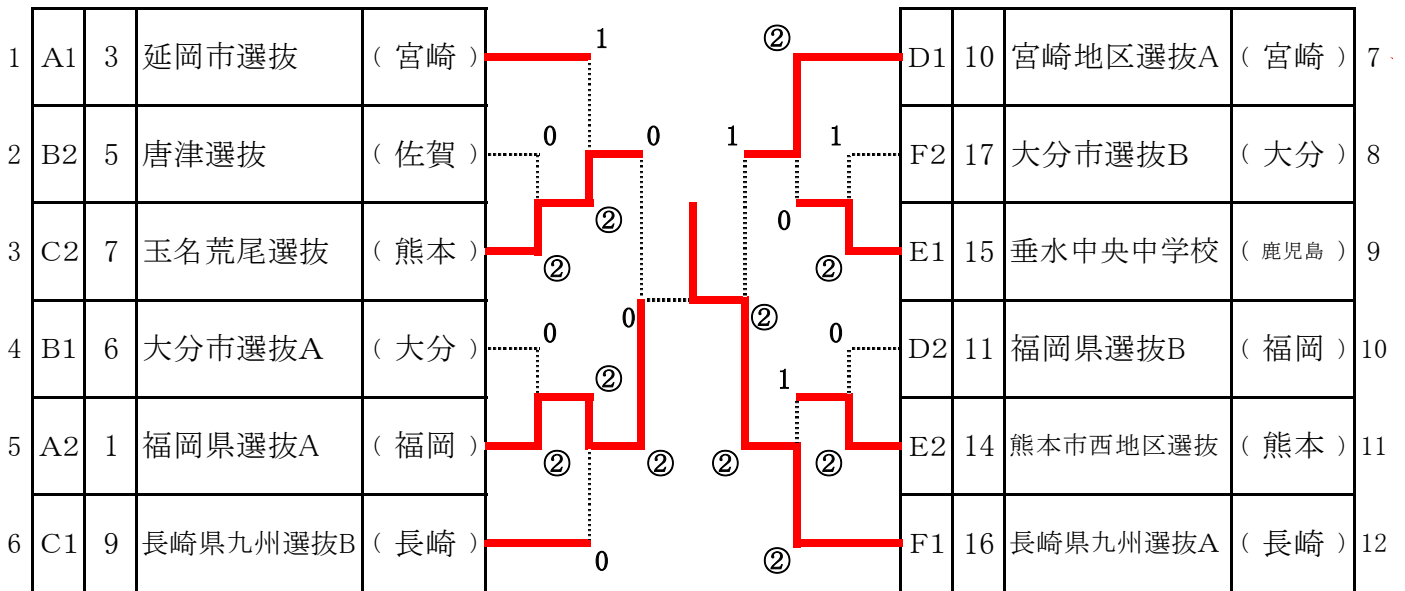 1 A1 3 延岡市選抜 ( 宮崎 ) 1 ② D1 10 宮崎地区選抜A ( 宮崎 ) 7
2 B2 5 唐津選抜 ( 佐賀 ) 0 0 1 1 F2 17 大分市選抜B ( 大分 ) 8
② 0
3 C2 7 玉名荒尾選抜 ( 熊本 ) ② ② E1 15 垂水中央中学校 ( 鹿児島 ) 9
0 ②
4 B1 6 大分市選抜A ( 大分 ) 0 0 D2 11 福岡県選抜B ( 福岡 ) 10
② 1
5 A2 1 福岡県選抜A ( 福岡 ) ② ② ② ② E2 14 熊本市西地区選抜 ( 熊本 ) 11
6 C1 9 長崎県九州選抜B ( 長崎 ) 0 ② F1 16 長崎県九州選抜A ( 長崎 ) 12